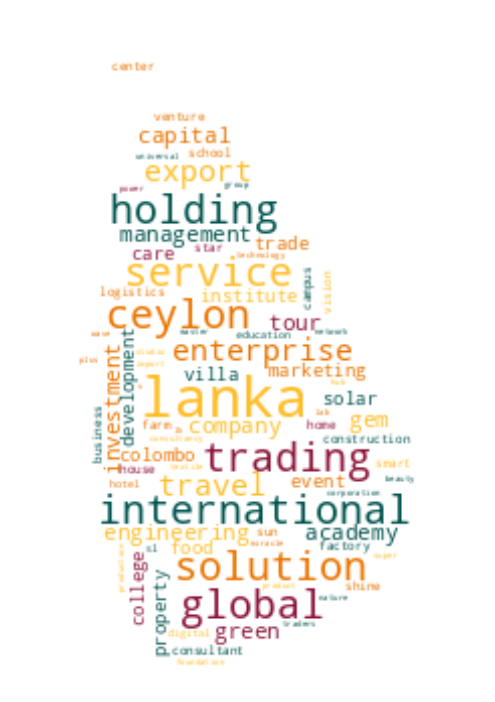 center
venture
capital
universal school
export
power group
holding
management
care star trade
technology
service
logistics institute campus vision
ceylon tour
wave master education network
enterprise
plus studio
import
investment development villa marketing
hub
lanka solar
lab
farm company home gem
business consultancy construction
colombo trading
house textile smart
hotel travel event beauty
corporation
international
engineering sun academy
sl food miracle factory
super
solution
college product shine
property global nature
digital green traders
consultant
foundation